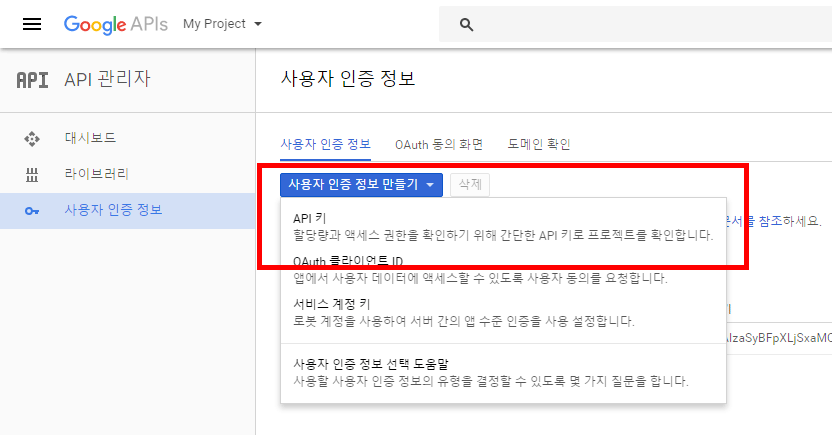 Google APIs My Project
API API 관리자
사용자 인증 정보
대시보드
라이브러리
사용자 인증 정보
사용자 인증 정보 OAuth 동의 화면 도메인 확인
사용자 인증 정보 만들기 삭제
API 키
할당량과 액세스 권한을 확인하기 위해 간단한 API 키로 프로젝트를 확인합니다.
문서를 참조하세요.
OAuth 클라이언트 ID
앱에서 사용자 데이터에 액세스할 수 있도록 사용자 동의를 요청합니다.
서비스 계정 키
로봇 계정을 사용하여 서버 간의 앱 수준 인증을 사용 설정합니다.
AIzaSyBFpXLjSxaMC
사용자 인증 정보 선택 도움말
사용할 사용자 인증 정보의 유형을 결정할 수 있도록 몇 가지 질문을 합니다.